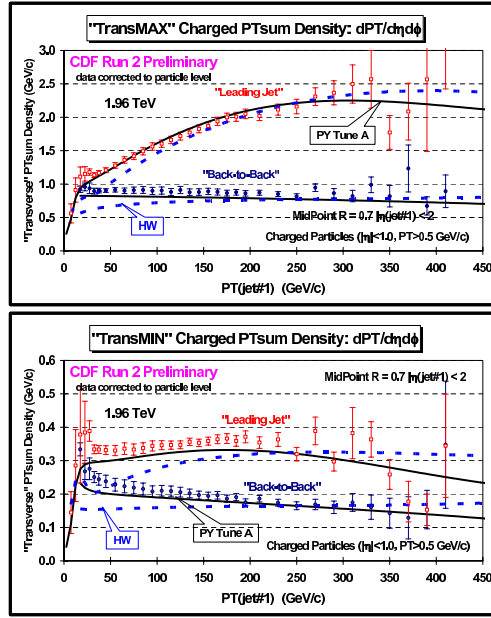 "TransMAX" Charged PTsum Density: dPT/dηdϕ
3.0
2.5
2.0
1.5
1.0
0.5
0.0
"Transverse" PTsum Density (GeV/c)
CDF Run 2 Preliminary
data corrected to particle level
1.96 TeV
"Leading Jet"
PY Tune A
"Back-to-Back"
HW
MidPoint R = 0.7 |η(jet#1)| < 2
Charged Particles (|η|<1.0, PT>0.5 GeV/c)
0 50 100 150 200 250 300 350 400 450
PT(jet#1) (GeV/c)
"TransMIN" Charged PTsum Density: dPT/dηdϕ
0.6
0.5
0.4
0.3
0.2
0.1
0.0
"Transverse" PTsum Density (GeV/c)
CDF Run 2 Preliminary
data corrected to particle level
MidPoint R = 0.7 |η(jet#1)| < 2
1.96 TeV
"Leading Jet"
"Back-to-Back"
PY Tune A
HW
Charged Particles (|η|<1.0, PT>0.5 GeV/c)
0 50 100 150 200 250 300 350 400 450
PT(jet#1) (GeV/c)